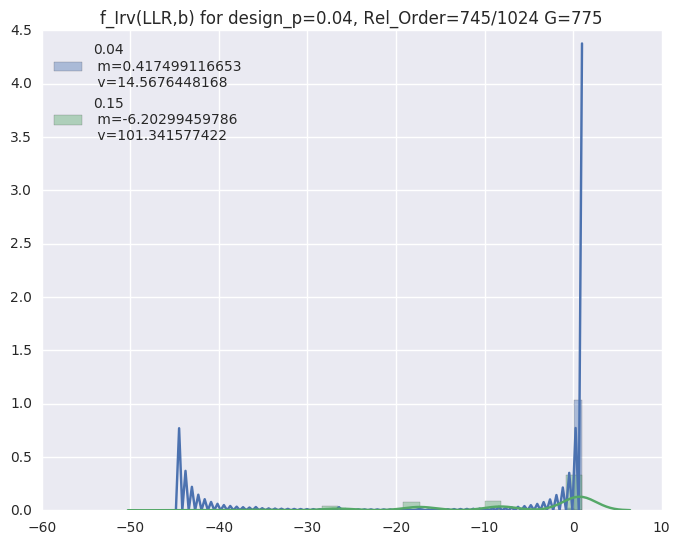 f_Irv(LLR,b) for design_p=0.04, Rel_Order=745/1024 G=775
4.5
4.0
3.5
3.0
2.5
2.0
1.5
1.0
0.5
0.0
0.04
m=0.417499116653
v=14.5676448168
0.15
m=-6.20299459786
v=101.341577422
−60 −50 −40 −30 −20 −10 0 10